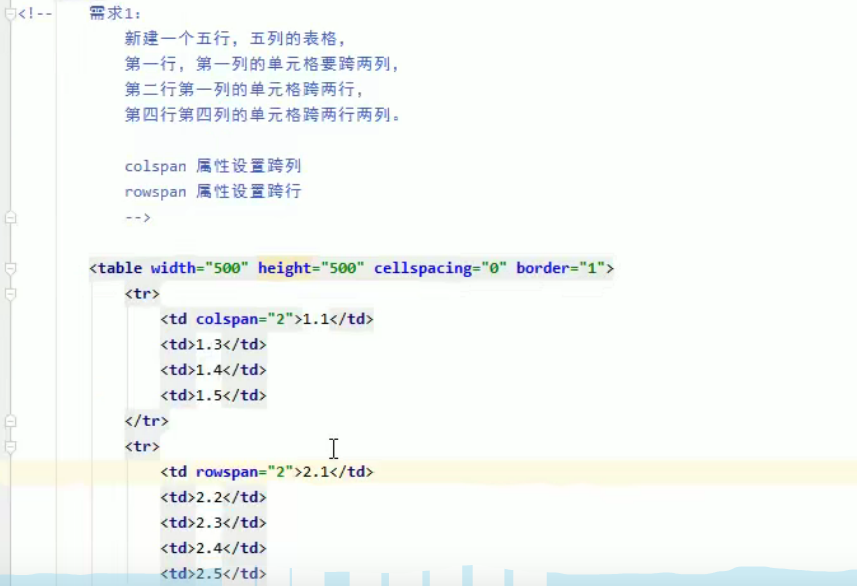 <!-- 需求1：
新建一个五行，五列的表格，
第一行，第一列的单元格要跨两列，
第二行第一列的单元格跨两行，
第四行第四列的单元格跨两行两列。
colspan 属性设置跨列
rowspan 属性设置跨行
-->
<table width="500" height="500" cellspacing="0" border="1">
<tr>
<td colspan="2">1.1</td>
<td>1.3</td>
<td>1.4</td>
<td>1.5</td>
</tr>
<tr>
<td rowspan="2">2.1</td>
<td>2.2</td>
<td>2.3</td>
<td>2.4</td>
<td>2.5</td>